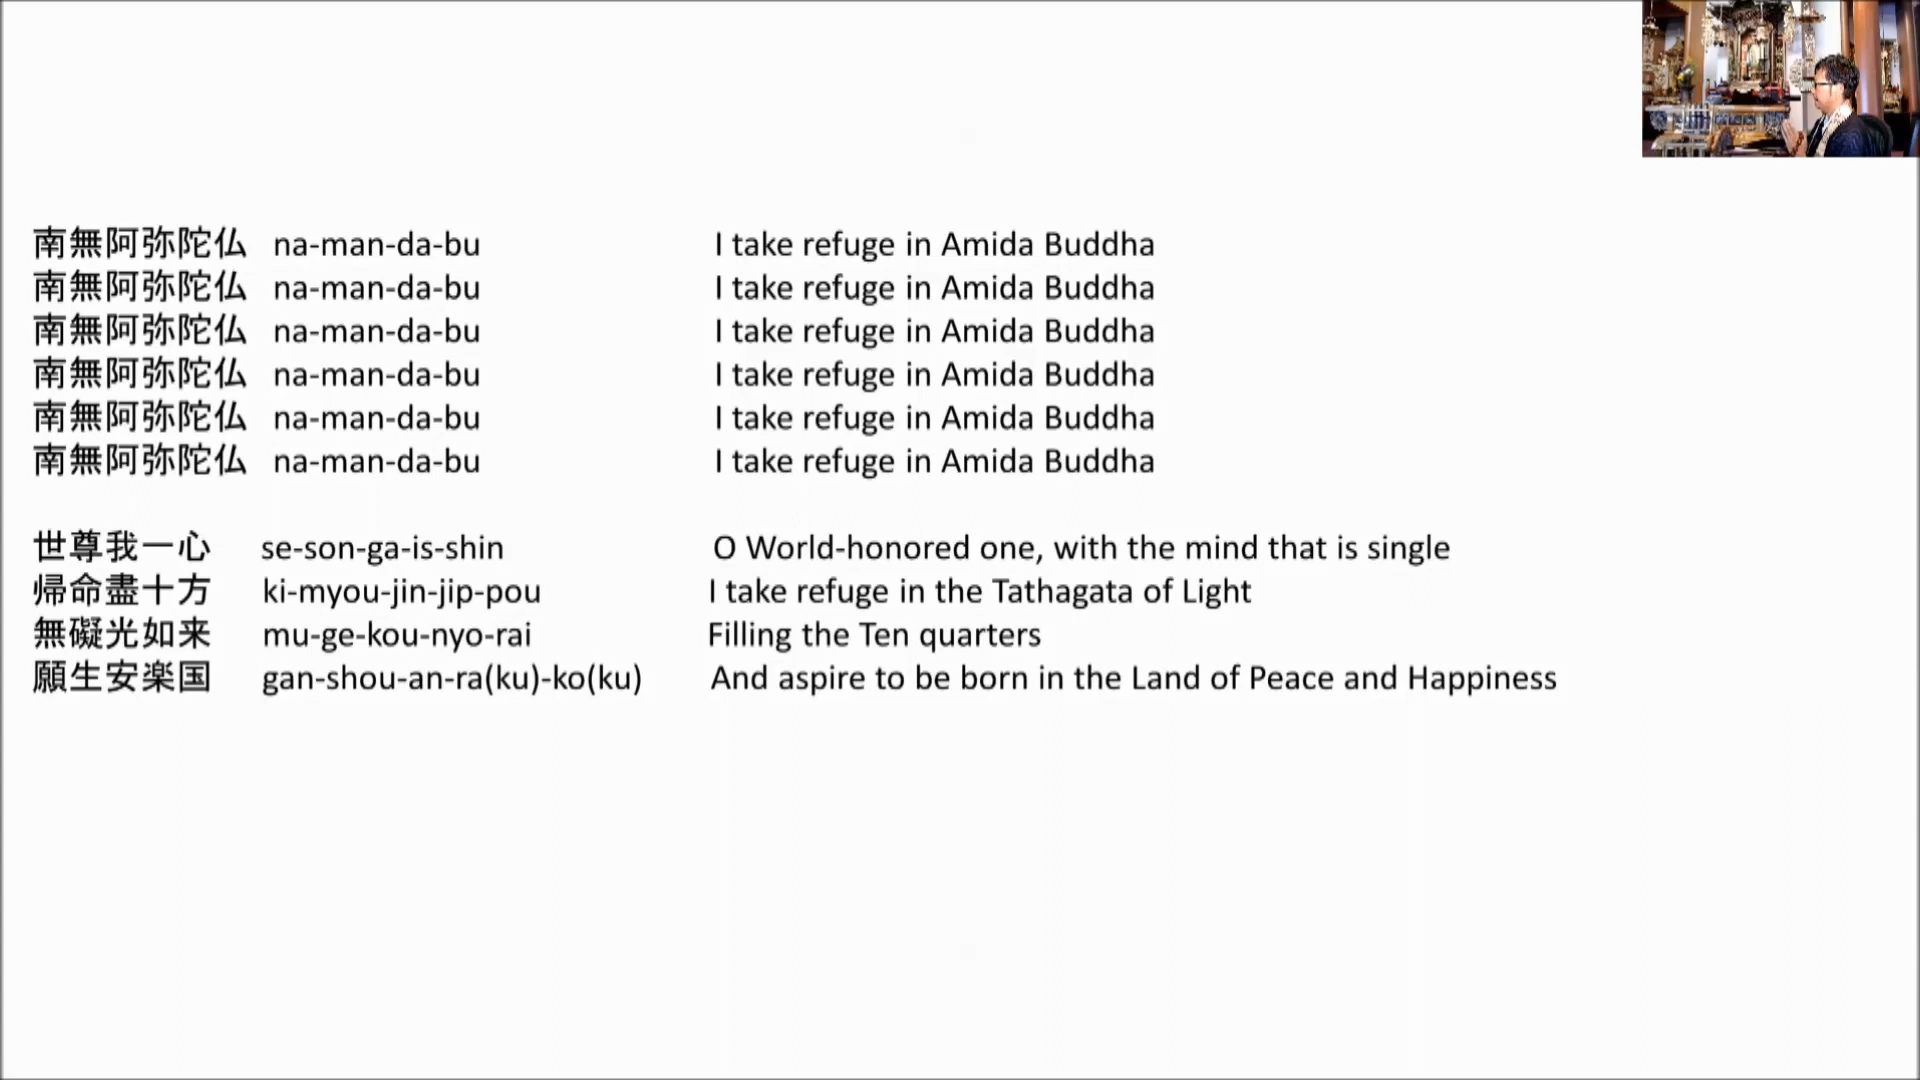 南無阿弥陀仏 na-man-da-bu I take refuge in Amida Buddha
南無阿弥陀仏 na-man-da-bu I take refuge in Amida Buddha
南無阿弥陀仏 na-man-da-bu I take refuge in Amida Buddha
南無阿弥陀仏 na-man-da-bu I take refuge in Amida Buddha
南無阿弥陀仏 na-man-da-bu I take refuge in Amida Buddha
南無阿弥陀仏 na-man-da-bu I take refuge in Amida Buddha
世尊我一心 se-son-ga-is-shin O World-honored one, with the mind that is single
帰命盡十方 ki-myou-jin-jip-pou I take refuge in the Tathagata of Light
無礙光如来 mu-ge-kou-nyo-rai Filling the Ten quarters
願生安楽国 gan-shou-an-ra(ku)-ko(ku) And aspire to be born in the Land of Peace and Happiness